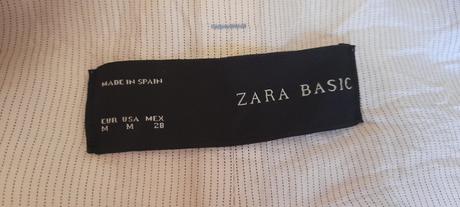 MADE IN SPAIN
ZARA BASIC
EUR USA MEX
M M 28